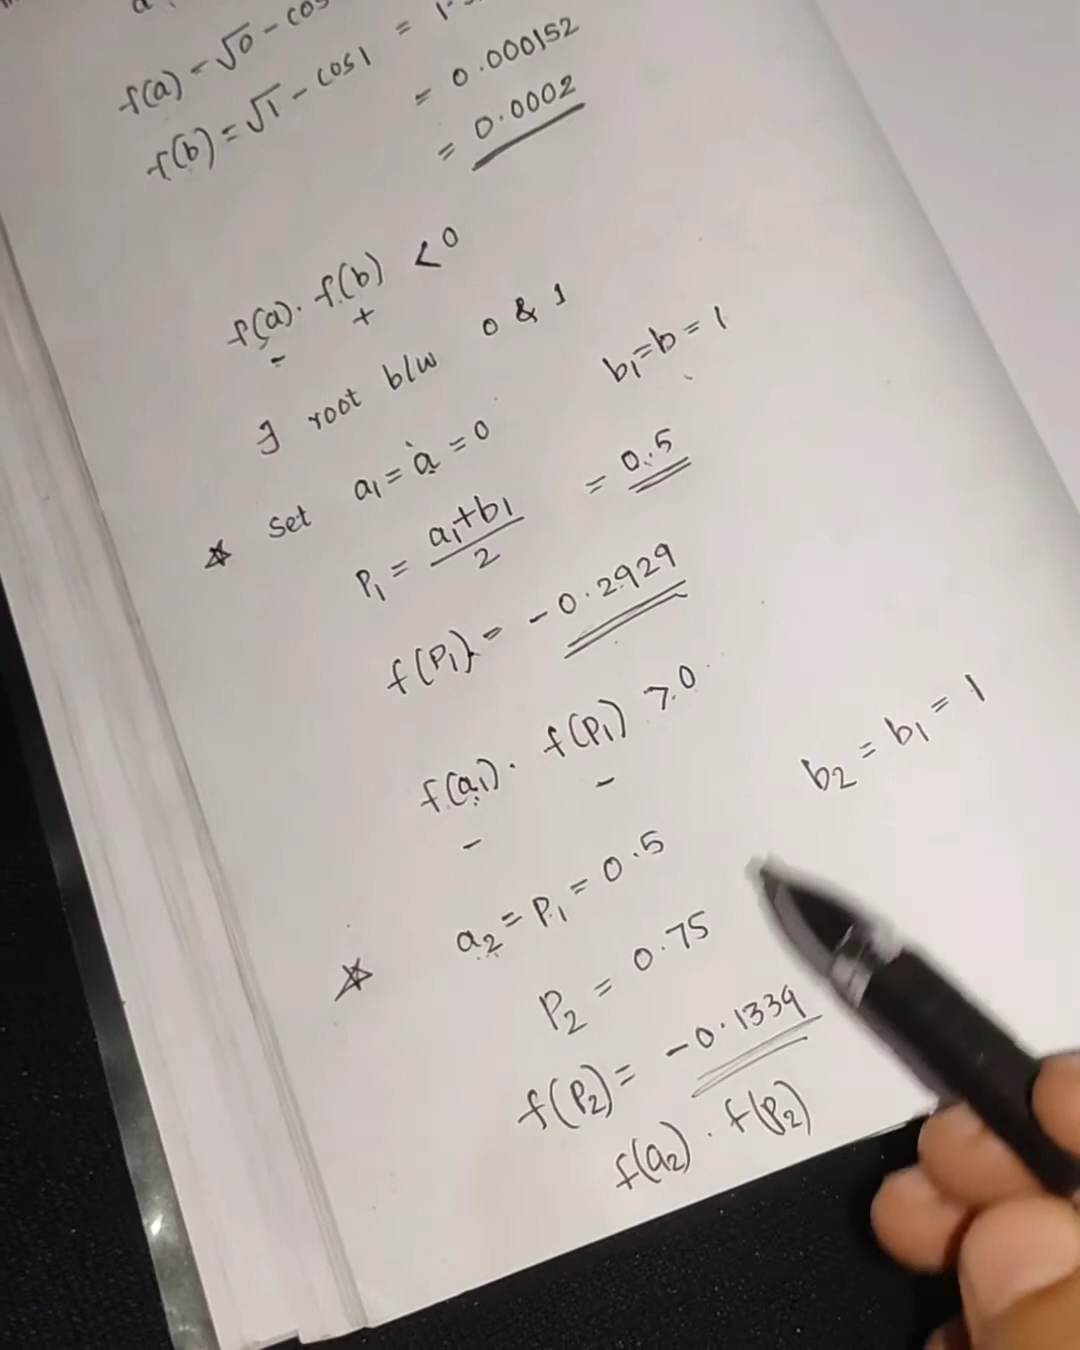 f(a) = √0 - cos
f(b) = √1 - cos1 =
= 0.000152
= 0.0002
f(a). f(b) < 0
- +
∃ root b/w 0 & 1
☆ Set a₁ = a = 0 b₁ = b = 1
P₁ = (a₁+b₁)/2 = 0.5
f(P₁) = -0.2929
f(a₁). f(P₁) > 0
- -
☆ a₂ = P₁ = 0.5 b₂ = b₁ = 1
P₂ = 0.75
f(P₂) = -0.1339
f(a₂). f(P₂)